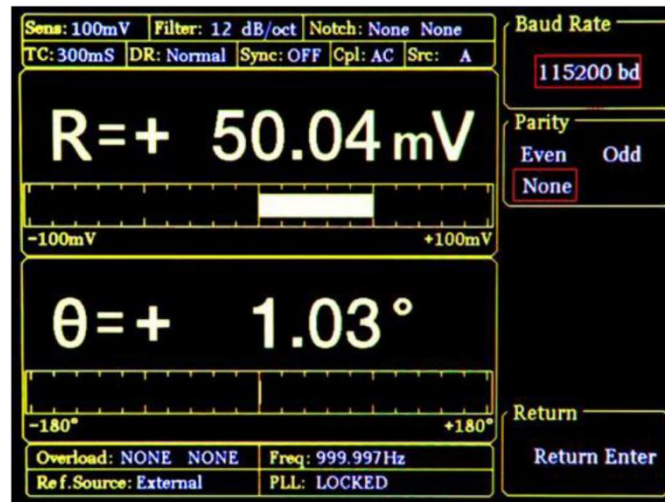 Sens: 100mV Filter: 12 dB/oct Notch: None None
TC: 300mS DR: Normal Sync: OFF Cpl: AC Src: A
R=+ 50.04 mV
-100mV +100mV
θ=+ 1.03°
-180° +180°
Overload: NONE NONE Freq: 999.997Hz
Ref.Source: External PLL: LOCKED
Baud Rate
115200 bd
Parity
Even Odd
None
Return
Return Enter